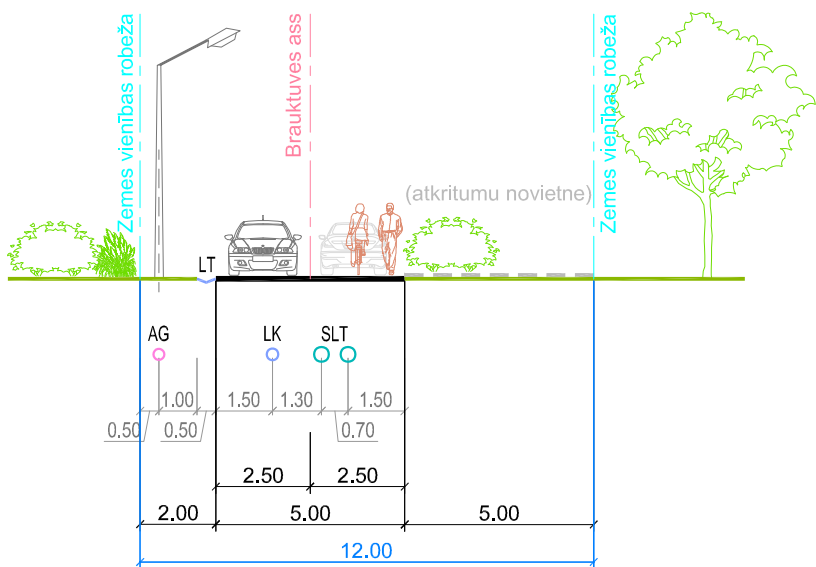 Zemes vienības robeža
Brauktuves ass
Zemes vienības robeža
(atkritumu novietne)
LT
AG
LK
SLT
1.00
1.50
1.30
1.50
0.50
0.50
0.70
2.50
2.50
2.00
5.00
5.00
12.00